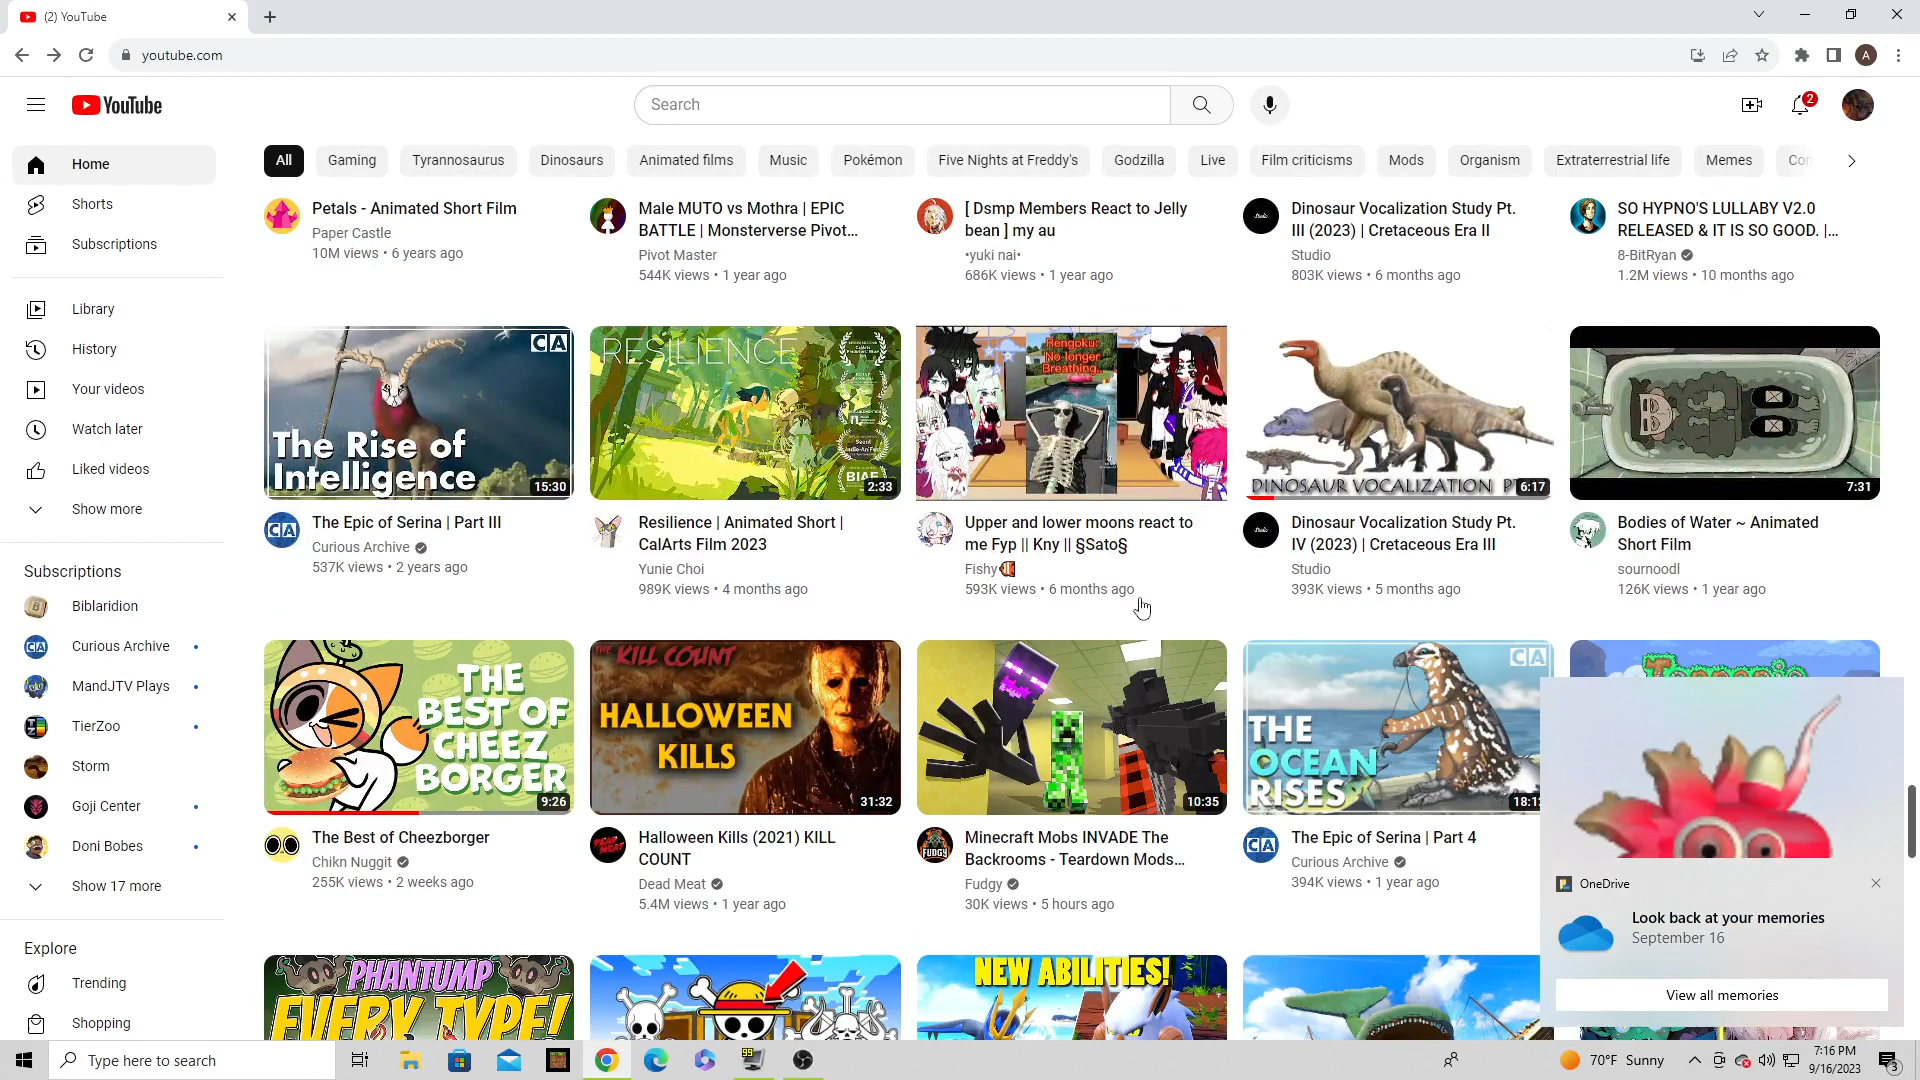 (2) YouTube
youtube.com
A
YouTube
Search
2
Home
Shorts
Subscriptions
Library
History
Your videos
Watch later
Liked videos
Show more
Subscriptions
Biblaridion
Curious Archive
MandJTV Plays
TierZoo
Storm
Goji Center
Doni Bobes
Show 17 more
Explore
Trending
Shopping
All
Gaming
Tyrannosaurus
Dinosaurs
Animated films
Music
Pokémon
Five Nights at Freddy's
Godzilla
Live
Film criticisms
Mods
Organism
Extraterrestrial life
Memes
Petals - Animated Short Film
Paper Castle
10M views • 6 years ago
Male MUTO vs Mothra | EPIC
BATTLE | Monsterverse Pivot...
Pivot Master
544K views • 1 year ago
[ Dsmp Members React to Jelly
bean ] my au
•yuki nai•
686K views • 1 year ago
Dinosaur Vocalization Study Pt.
III (2023) | Cretaceous Era II
Studio
803K views • 6 months ago
SO HYPNO'S LULLABY V2.0
RELEASED & IT IS SO GOOD. |...
8-BitRyan
1.2M views • 10 months ago
CA
The Rise of
Intelligence
15:30
CA
The Epic of Serina | Part III
Curious Archive
537K views • 2 years ago
RESILIENCE
BIAF
2:33
Resilience | Animated Short |
CalArts Film 2023
Yunie Choi
989K views • 4 months ago
Rengoku:
No longer
Breathing..
Upper and lower moons react to
me Fyp || Kny || §Sato§
Fishy
593K views • 6 months ago
DINOSAUR VOCALIZATION
6:17
Dinosaur Vocalization Study Pt.
IV (2023) | Cretaceous Era III
Studio
393K views • 5 months ago
7:31
Bodies of Water ~ Animated
Short Film
sournoodl
126K views • 1 year ago
THE
BEST OF
CHEEZ
BORGER
9:26
The Best of Cheezborger
Chikn Nuggit
255K views • 2 weeks ago
THE KILL COUNT
HALLOWEEN
KILLS
31:32
Halloween Kills (2021) KILL
COUNT
Dead Meat
5.4M views • 1 year ago
10:35
Minecraft Mobs INVADE The
Backrooms - Teardown Mods...
Fudgy
30K views • 5 hours ago
CA
THE
OCEAN
RISES
CA
The Epic of Serina | Part 4
Curious Archive
394K views • 1 year ago
OneDrive
Look back at your memories
September 16
View all memories
PHANTUMP
EVERY TYPE!
NEW ABILITIES!
Type here to search
99
70°F Sunny
7:16 PM
9/16/2023
3